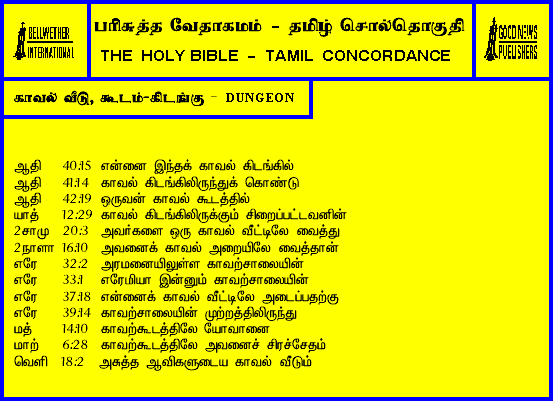 BELLWETHER INTERNATIONAL
பரிசுத்த வேதாகமம் - தமிழ் சொல்தொகுதி
THE HOLY BIBLE - TAMIL CONCORDANCE
GOOD NEWS PUBLISHERS
காவல் வீடு, கூடம்-கிடங்கு - DUNGEON
ஆதி 40:15 என்னை இந்தக் காவல் கிடங்கில்
ஆதி 41:14 காவல் கிடங்கிலிருந்துக் கொண்டு
ஆதி 42:19 ஒருவன் காவல் கூடத்தில்
யாத் 12:29 காவல் கிடங்கிலிருக்கும் சிறைப்பட்டவனின்
2சாமு 20:3 அவர்களை ஒரு காவல் வீட்டிலே வைத்து
2நாளா 16:10 அவனைக் காவல் அறையிலே வைத்தான்
எரே 32:2 அரமனையிலுள்ள காவற்சாலையின்
எரே 33:1 எரேமியா இன்னும் காவற்சாலையின்
எரே 37:18 என்னைக் காவல் வீட்டிலே அடைப்பதற்கு
எரே 39:14 காவற்சாலையின் முற்றத்திலிருந்து
மத் 14:10 காவற்கூடத்திலே யோவானை
மாற் 6:28 காவற்கூடத்திலே அவனைச் சிரச்சேதம்
வெளி 18:2 அசுத்த ஆவிகளுடைய காவல் வீடும்